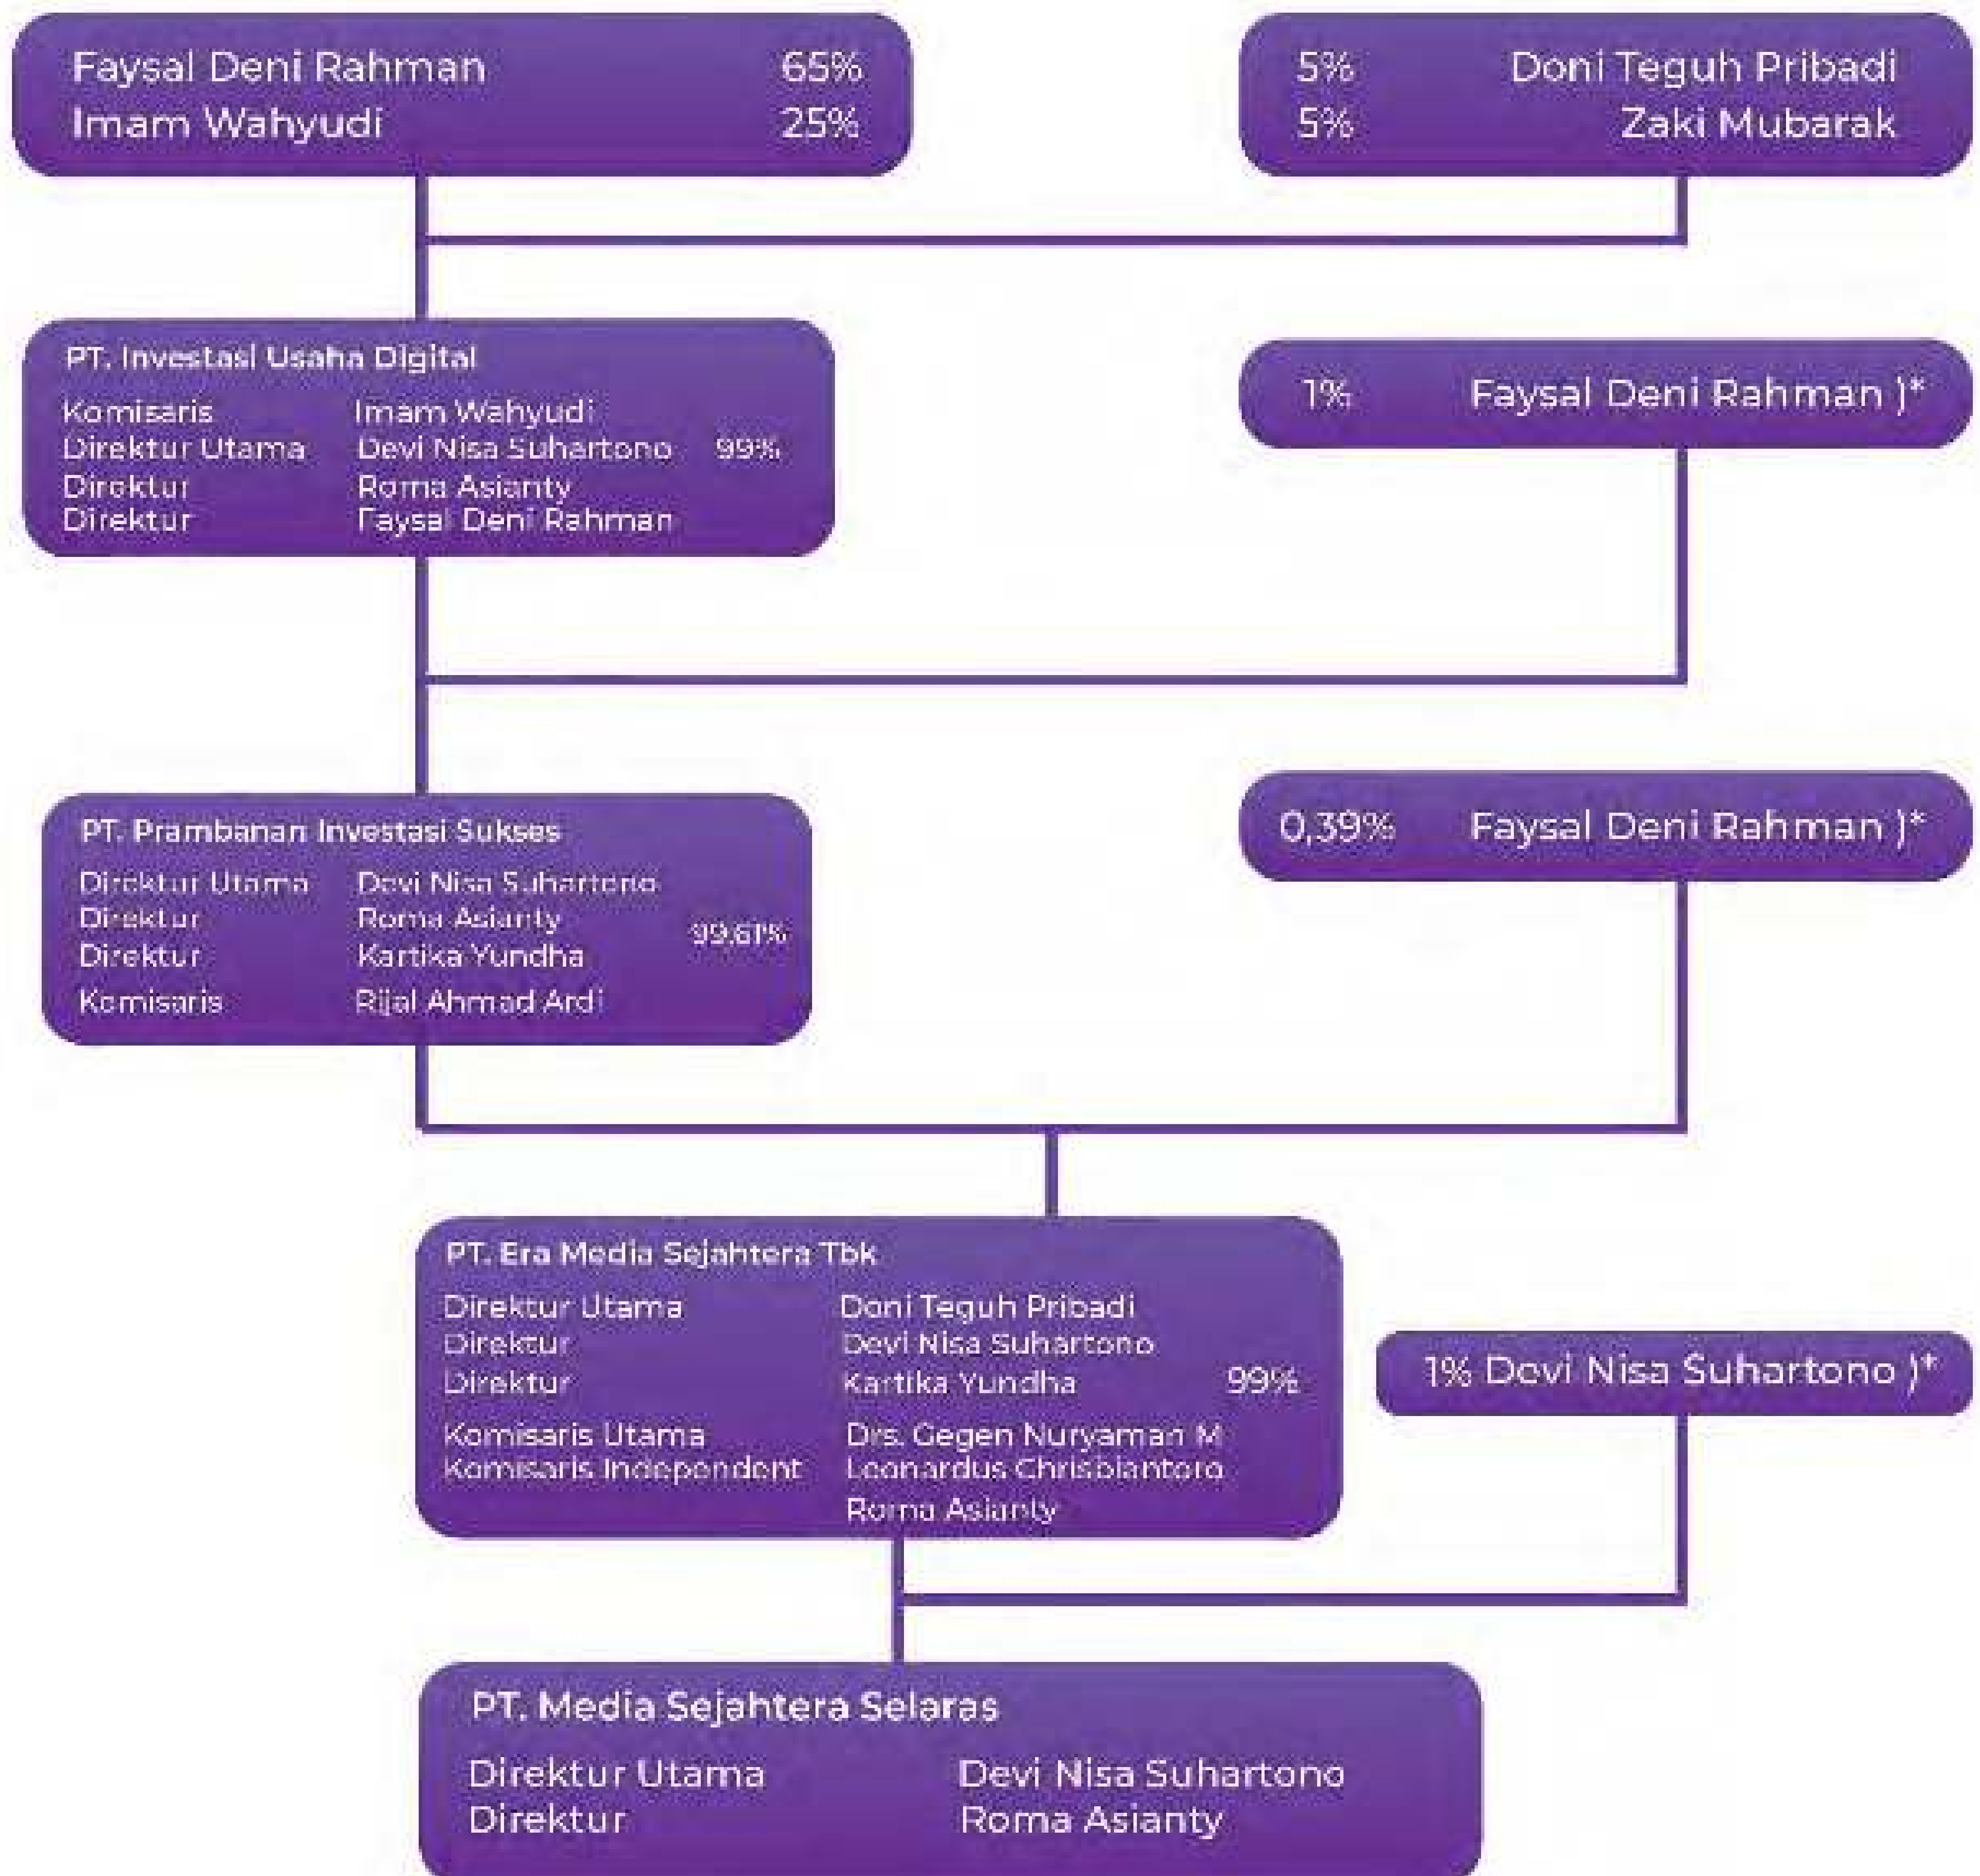 Faysal Deni Rahman 65%
Imam Wahyudi 25%
5% Doni Teguh Pribadi
5% Zaki Mubarak
PT. Investasi Usaha Digital
Komisaris Imam Wahyudi
Direktur Utama Devi Nisa Suhartono 99%
Direktur Roma Asianty
Direktur Faysal Deni Rahman
1% Faysal Deni Rahman )*
PT. Prambanan Investasi Sukses
Direktur Utama Devi Nisa Suhartono
Direktur Roma Asianty
99.61%
Direktur Kartika Yundha
Komisaris Rijal Ahmad Ardi
0,39% Faysal Deni Rahman )*
PT. Era Media Sejahtera Tbk
Direktur Utama Doni Teguh Pribadi
Direktur Devi Nisa Suhartono
Direktur Kartika Yundha 99%
Komisaris Utama Drs. Gegen Nuryaman M
Komisaris Independent Leonardus Chrisbiantoro
Roma Asianty
1% Devi Nisa Suhartono )*
PT. Media Sejahtera Selaras
Direktur Utama Devi Nisa Suhartono
Direktur Roma Asianty